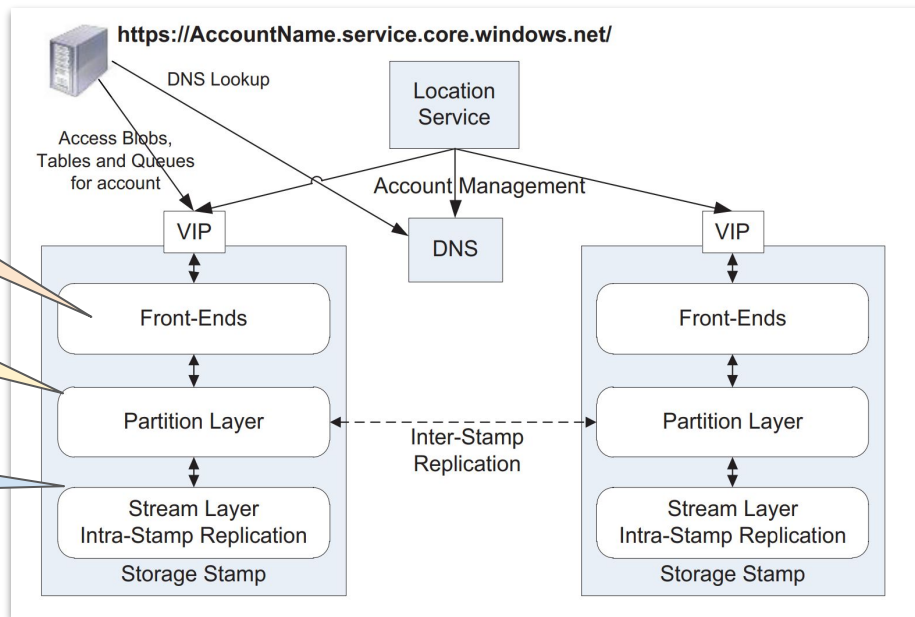 https://AccountName.service.core.windows.net/
DNS Lookup
Location
Service
Access Blobs,
Tables and Queues
for account
Account Management
VIP
DNS
VIP
Front-Ends
Front-Ends
Partition Layer
Partition Layer
Inter-Stamp
Replication
Stream Layer
Intra-Stamp Replication
Stream Layer
Intra-Stamp Replication
Storage Stamp
Storage Stamp